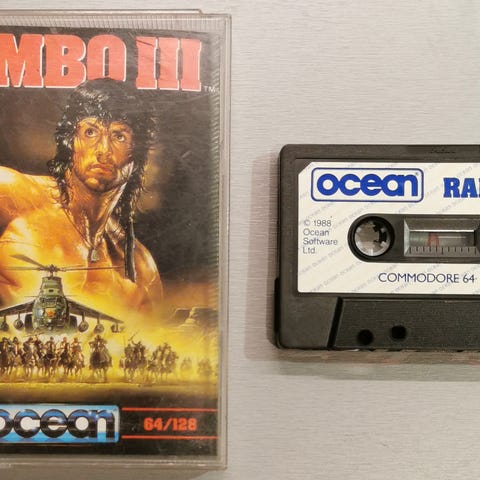 MBO III
TM
ocean
64/128
ocean RA
© 1988
Ocean
Software
Ltd.
COMMODORE 64